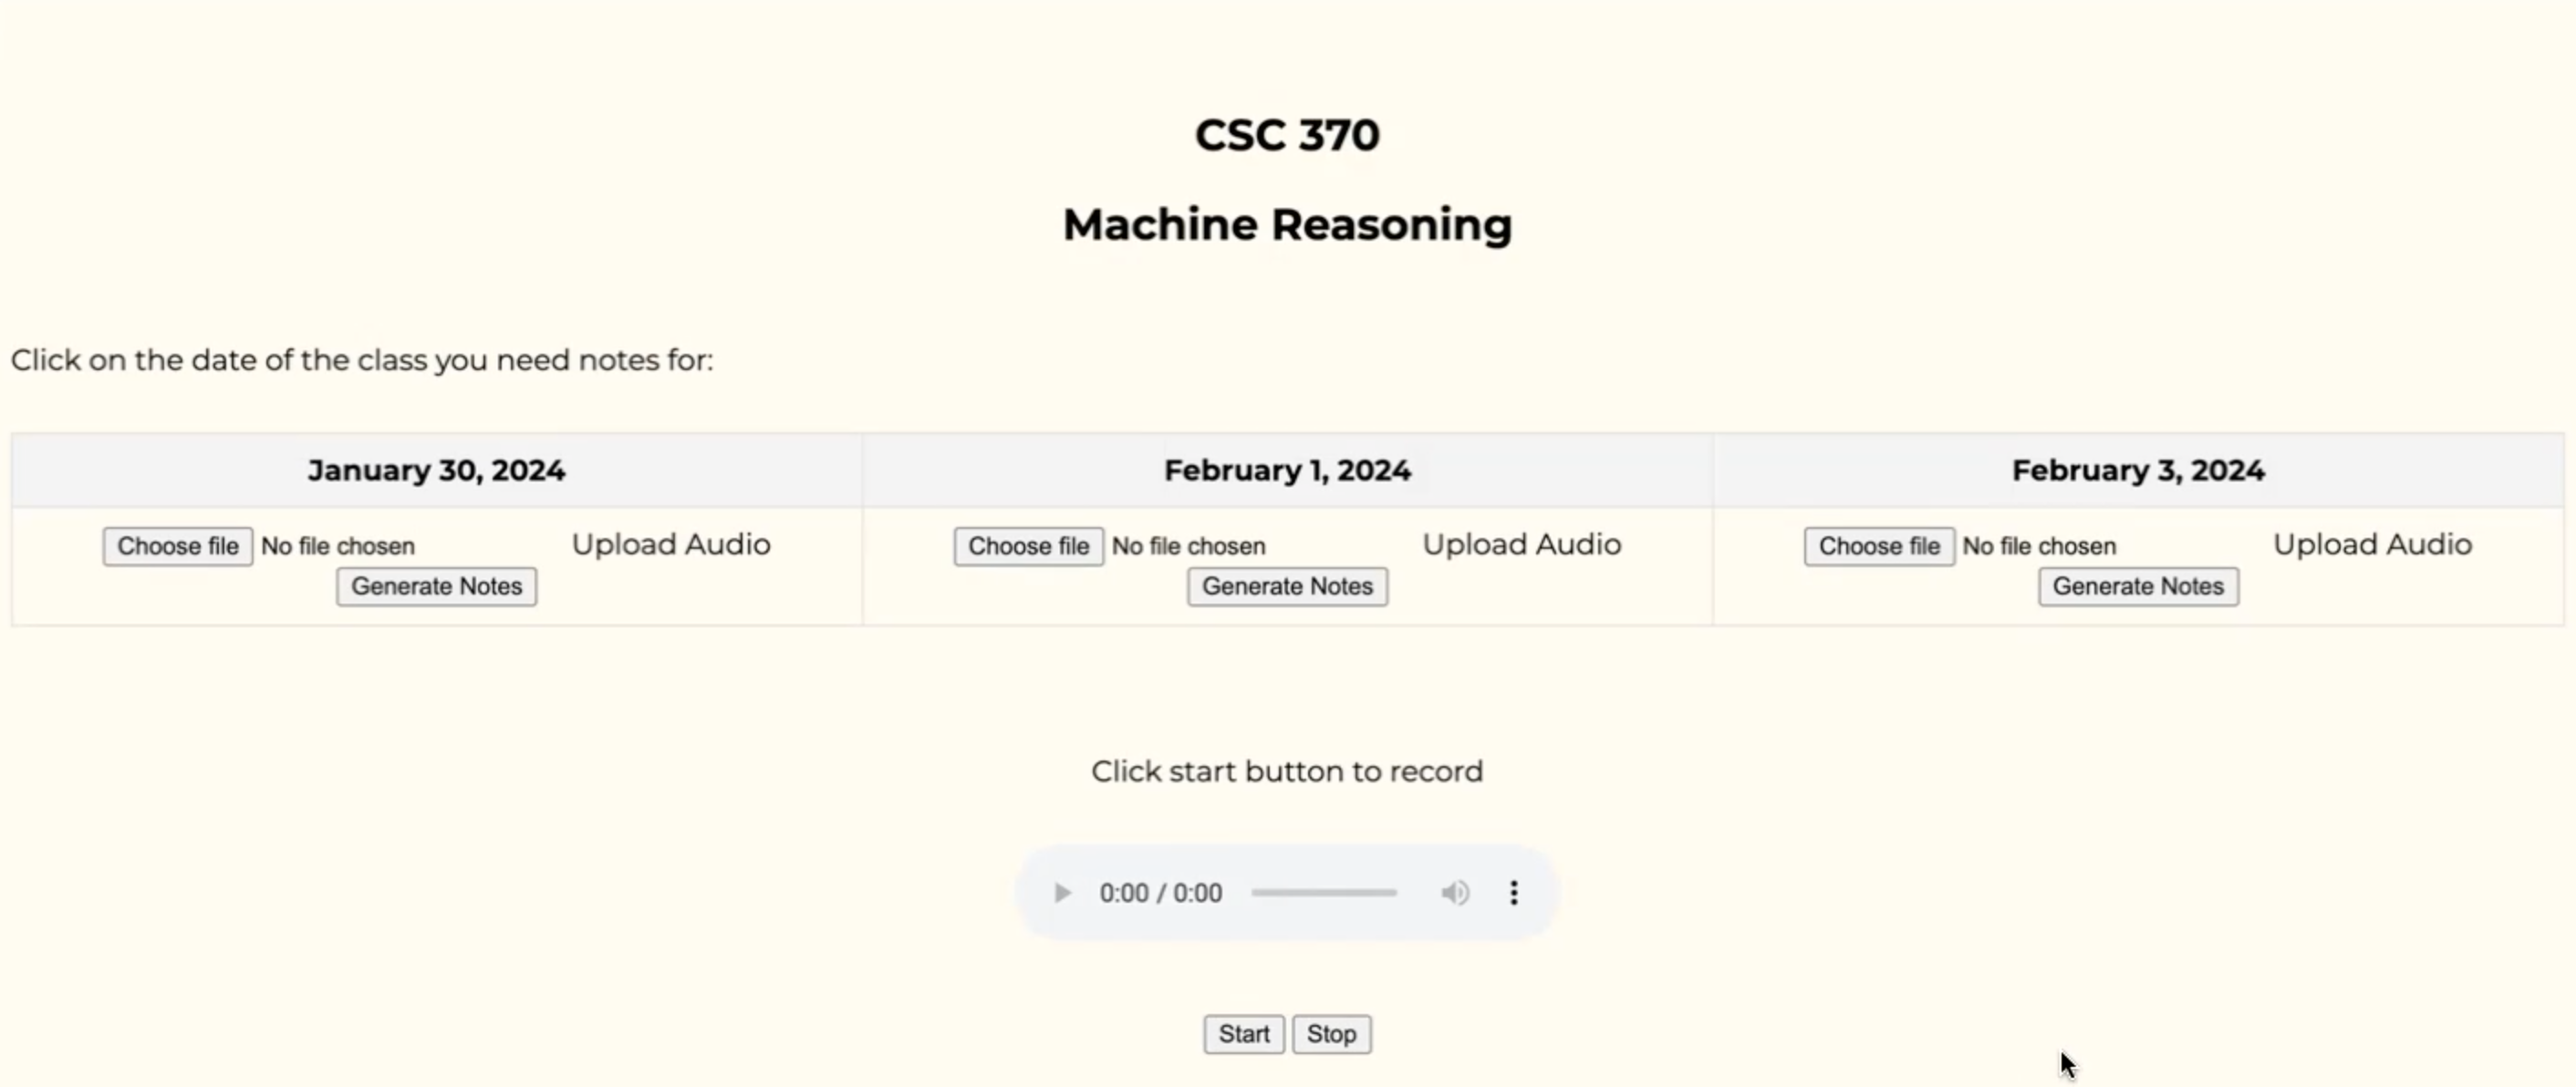 CSC 370
Machine Reasoning
Click on the date of the class you need notes for:
January 30, 2024 February 1, 2024 February 3, 2024
Choose file No file chosen Upload Audio Choose file No file chosen Upload Audio Choose file No file chosen Upload Audio
Generate Notes Generate Notes Generate Notes
Click start button to record
0:00 / 0:00
Start Stop